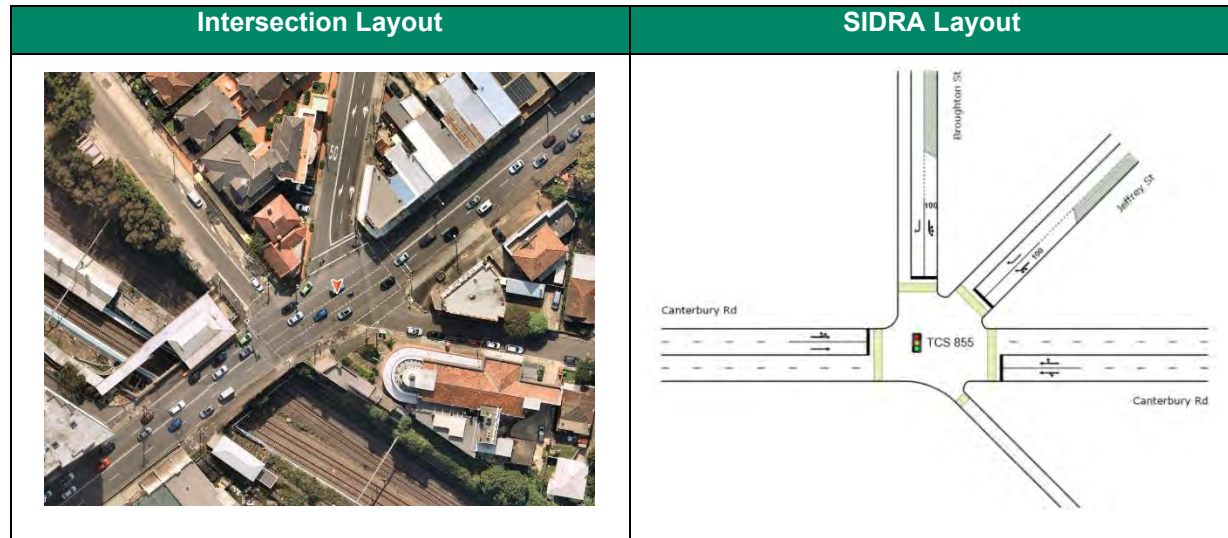 Intersection Layout
SIDRA Layout
Broughton St
Jeffrey St
100
100
Canterbury Rd
TCS 855
Canterbury Rd